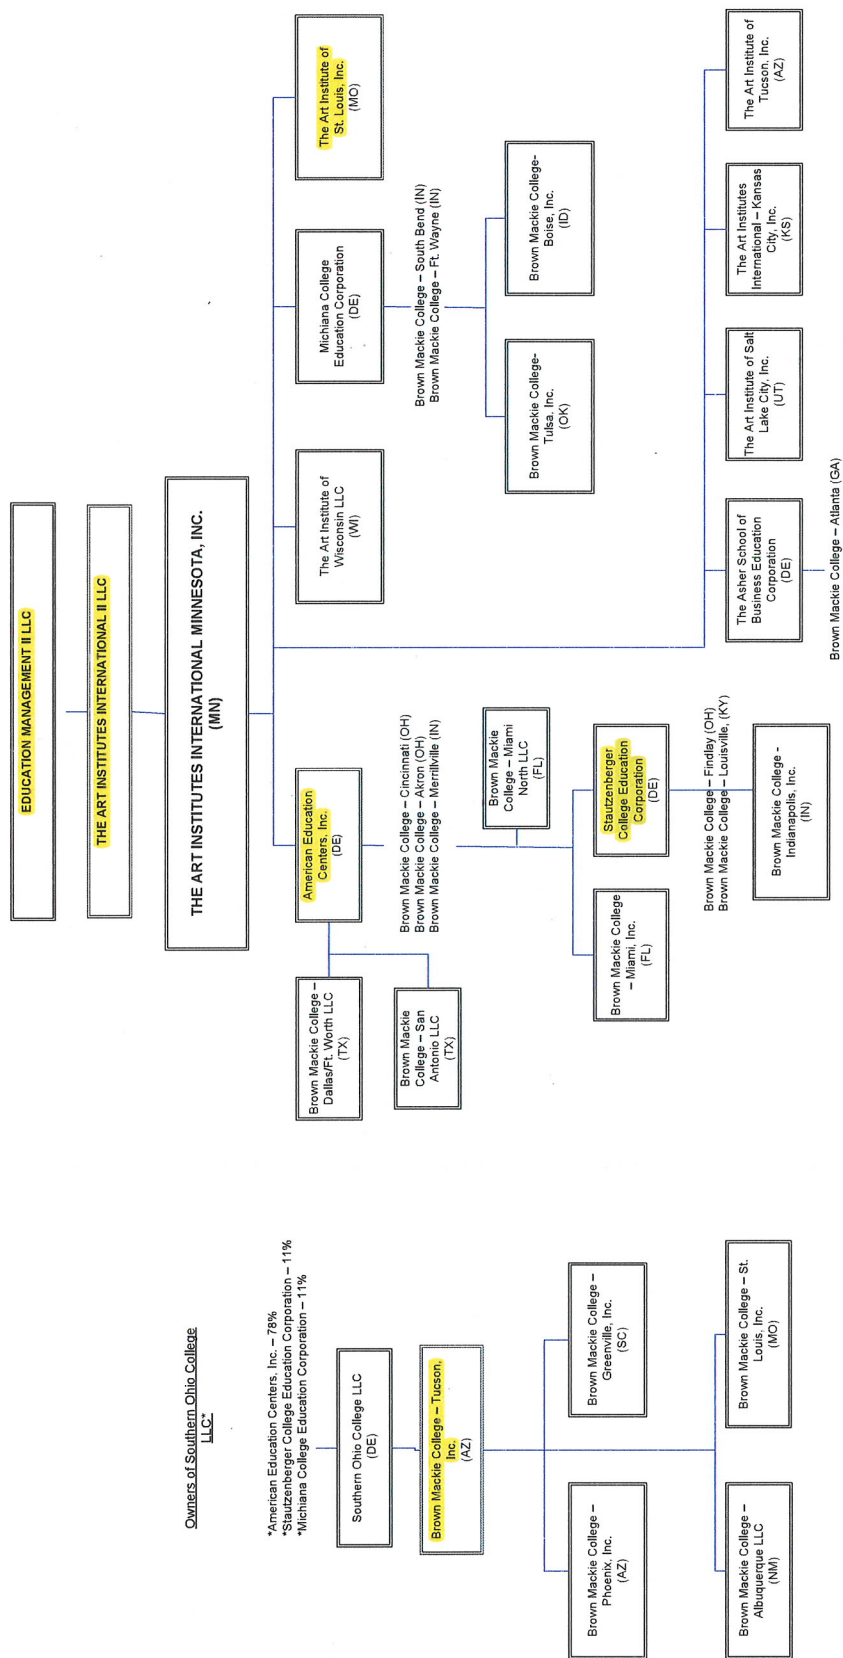 EDUCATION MANAGEMENT II LLC
THE ART INSTITUTES INTERNATIONAL II LLC
THE ART INSTITUTES INTERNATIONAL MINNESOTA, INC.
(MN)
American Education
Centers, Inc.
(DE)
The Art Institute of
Wisconsin LLC
(WI)
Michiana College
Education Corporation
(DE)
The Art Institute of
St. Louis, Inc.
(MO)
Brown Mackie College –
Dallas/Ft. Worth LLC
(TX)
Brown Mackie
College – San
Antonio LLC
(TX)
Brown Mackie College – Cincinnati (OH)
Brown Mackie College – Akron (OH)
Brown Mackie College – Merrillville (IN)
Brown Mackie College – South Bend (IN)
Brown Mackie College – Ft. Wayne (IN)
Brown Mackie
College – Miami
North LLC
(FL)
Brown Mackie College-
Tulsa, Inc.
(OK)
Brown Mackie College-
Boise, Inc.
(ID)
Brown Mackie College
– Miami, Inc.
(FL)
Stautzenberger
College Education
Corporation
(DE)
Brown Mackie College – Findlay (OH)
Brown Mackie College – Louisville, (KY)
Brown Mackie College -
Indianapolis, Inc.
(IN)
The Asher School of
Business Education
Corporation
(DE)
Brown Mackie College – Atlanta (GA)
The Art Institute of Salt
Lake City, Inc.
(UT)
The Art Institutes
International – Kansas
City, Inc.
(KS)
The Art Institute of
Tucson, Inc.
(AZ)
Owners of Southern Ohio College
LLC*
*American Education Centers, Inc. – 78%
*Stautzenberger College Education Corporation – 11%
*Michiana College Education Corporation – 11%
Southern Ohio College LLC
(DE)
Brown Mackie College – Tucson,
Inc.
(AZ)
Brown Mackie College –
Phoenix, Inc.
(AZ)
Brown Mackie College –
Greenville, Inc.
(SC)
Brown Mackie College –
Albuquerque LLC
(NM)
Brown Mackie College – St.
Louis, Inc.
(MO)